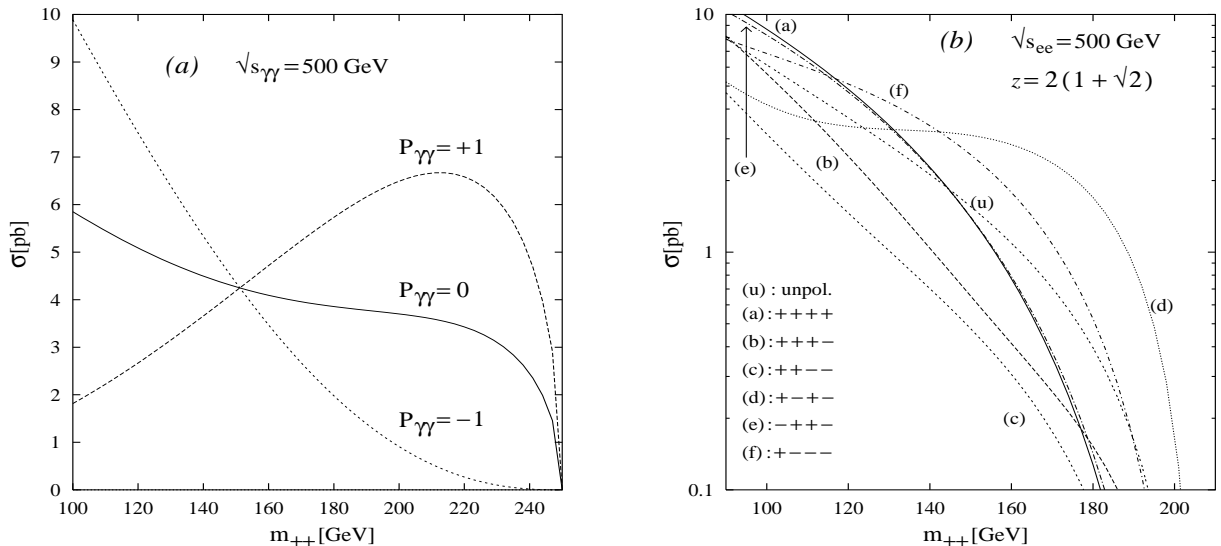 (a) √sγγ = 500 GeV
Pγγ = +1
Pγγ = 0
Pγγ = −1
σ[pb]
10
9
8
7
6
5
4
3
2
1
0
100 120 140 160 180 200 220 240
m++ [GeV]
(b) √see = 500 GeV
z = 2 (1 + √2)
(a)
(f)
(e)
(b)
(u)
(d)
(c)
(u) : unpol.
(a) : + + + +
(b) : + + + −
(c) : + + − −
(d) : + − + −
(e) : − + + −
(f) : + − − −
σ[pb]
10
1
0.1
100 120 140 160 180 200
m++ [GeV]